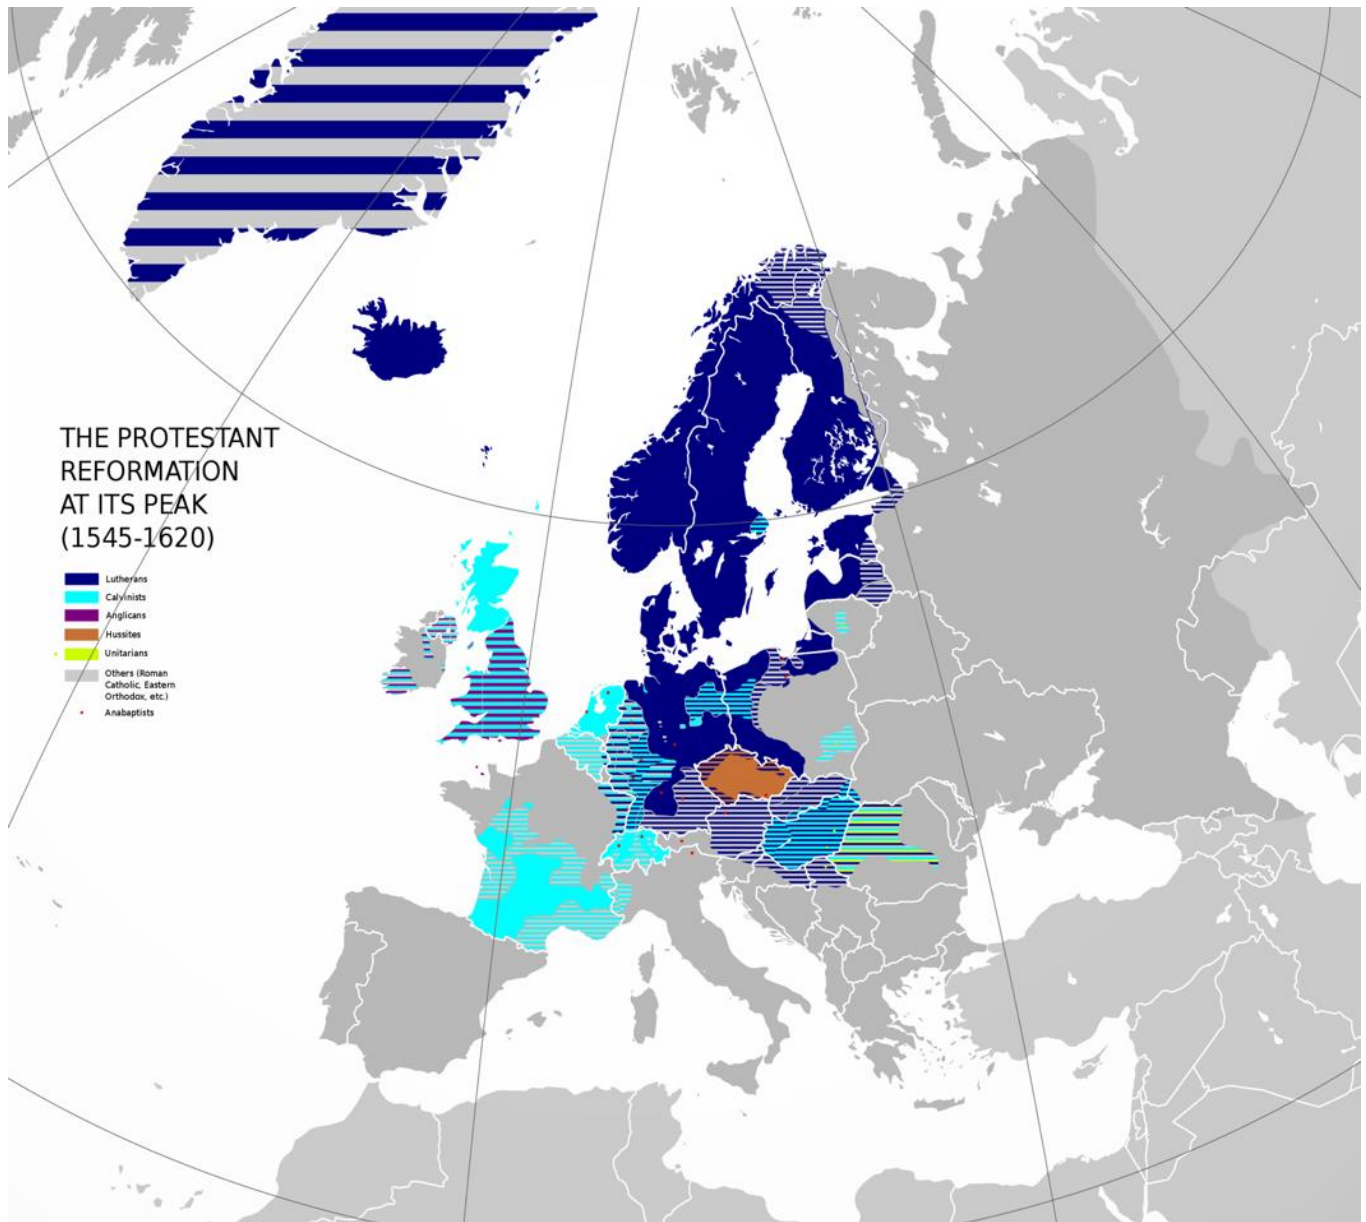 THE PROTESTANT
REFORMATION
AT ITS PEAK
(1545-1620)
Lutherans
Calvinists
Anglicans
Hussites
Unitarians
Others (Roman
Catholic, Eastern
Orthodox, etc.)
Anabaptists